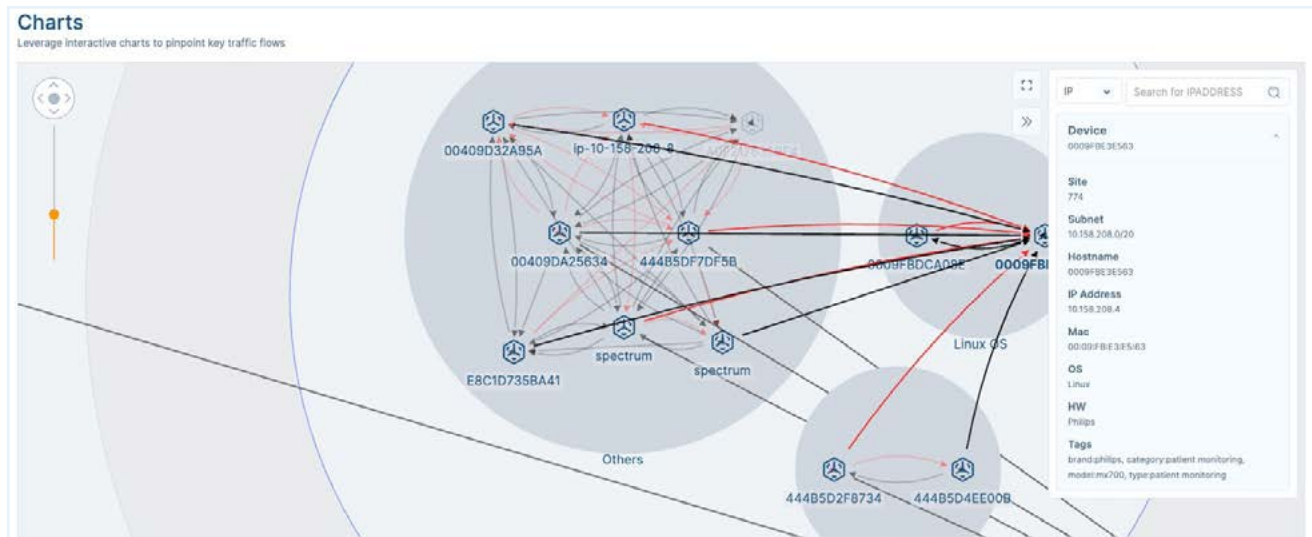 Charts
Leverage interactive charts to pinpoint key traffic flows
IP
Search for IPADDRESS
Device
0009FBE3E563
Site
774
Subnet
10.158.208.0/20
Hostname
0009FBE3E563
IP Address
10.158.208.4
Mac
00:09:FB:E3:E5:63
OS
Linux
HW
Philips
Tags
brand:philips, category:patient monitoring,
model:mx700, type:patient monitoring
00409D32A95A
ip-10-158-208-8
00409DA25634
444B5DF7DF5B
0009FBDCA08E
0009FBI
Linux OS
E8C1D735BA41
spectrum
spectrum
Others
444B5D2F8734
444B5D4EE00B